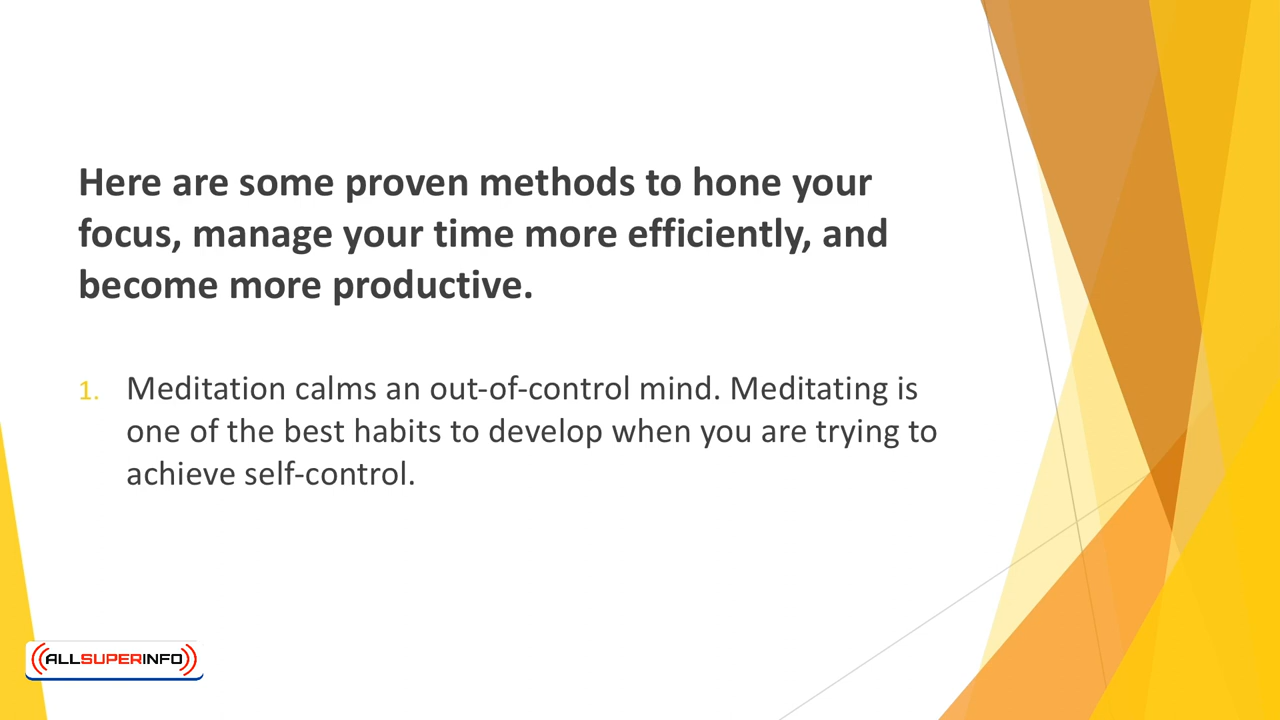 Here are some proven methods to hone your
focus, manage your time more efficiently, and
become more productive.
1. Meditation calms an out-of-control mind. Meditating is
one of the best habits to develop when you are trying to
achieve self-control.
ALLSUPERINFO